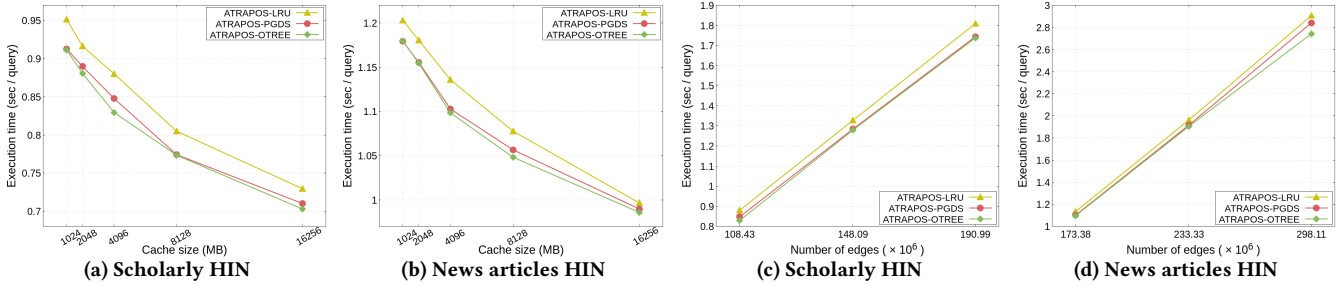 Execution time (sec / query)
0.95
0.9
0.85
0.8
0.75
0.7
ATRAPOS-LRU
ATRAPOS-PGDS
ATRAPOS-OTREE
1024
2048
4096
8128
16256
Cache size (MB)
(a) Scholarly HIN
Execution time (sec / query)
1.2
1.15
1.1
1.05
1
ATRAPOS-LRU
ATRAPOS-PGDS
ATRAPOS-OTREE
1024
2048
4096
8128
16256
Cache size (MB)
(b) News articles HIN
Execution time (sec / query)
1.9
1.8
1.7
1.6
1.5
1.4
1.3
1.2
1.1
1
0.9
0.8
ATRAPOS-LRU
ATRAPOS-PGDS
ATRAPOS-OTREE
108.43
148.09
190.99
Number of edges ( × 10⁶)
(c) Scholarly HIN
Execution time (sec / query)
3
2.8
2.6
2.4
2.2
2
1.8
1.6
1.4
1.2
1
ATRAPOS-LRU
ATRAPOS-PGDS
ATRAPOS-OTREE
173.38
233.33
298.11
Number of edges ( × 10⁶)
(d) News articles HIN